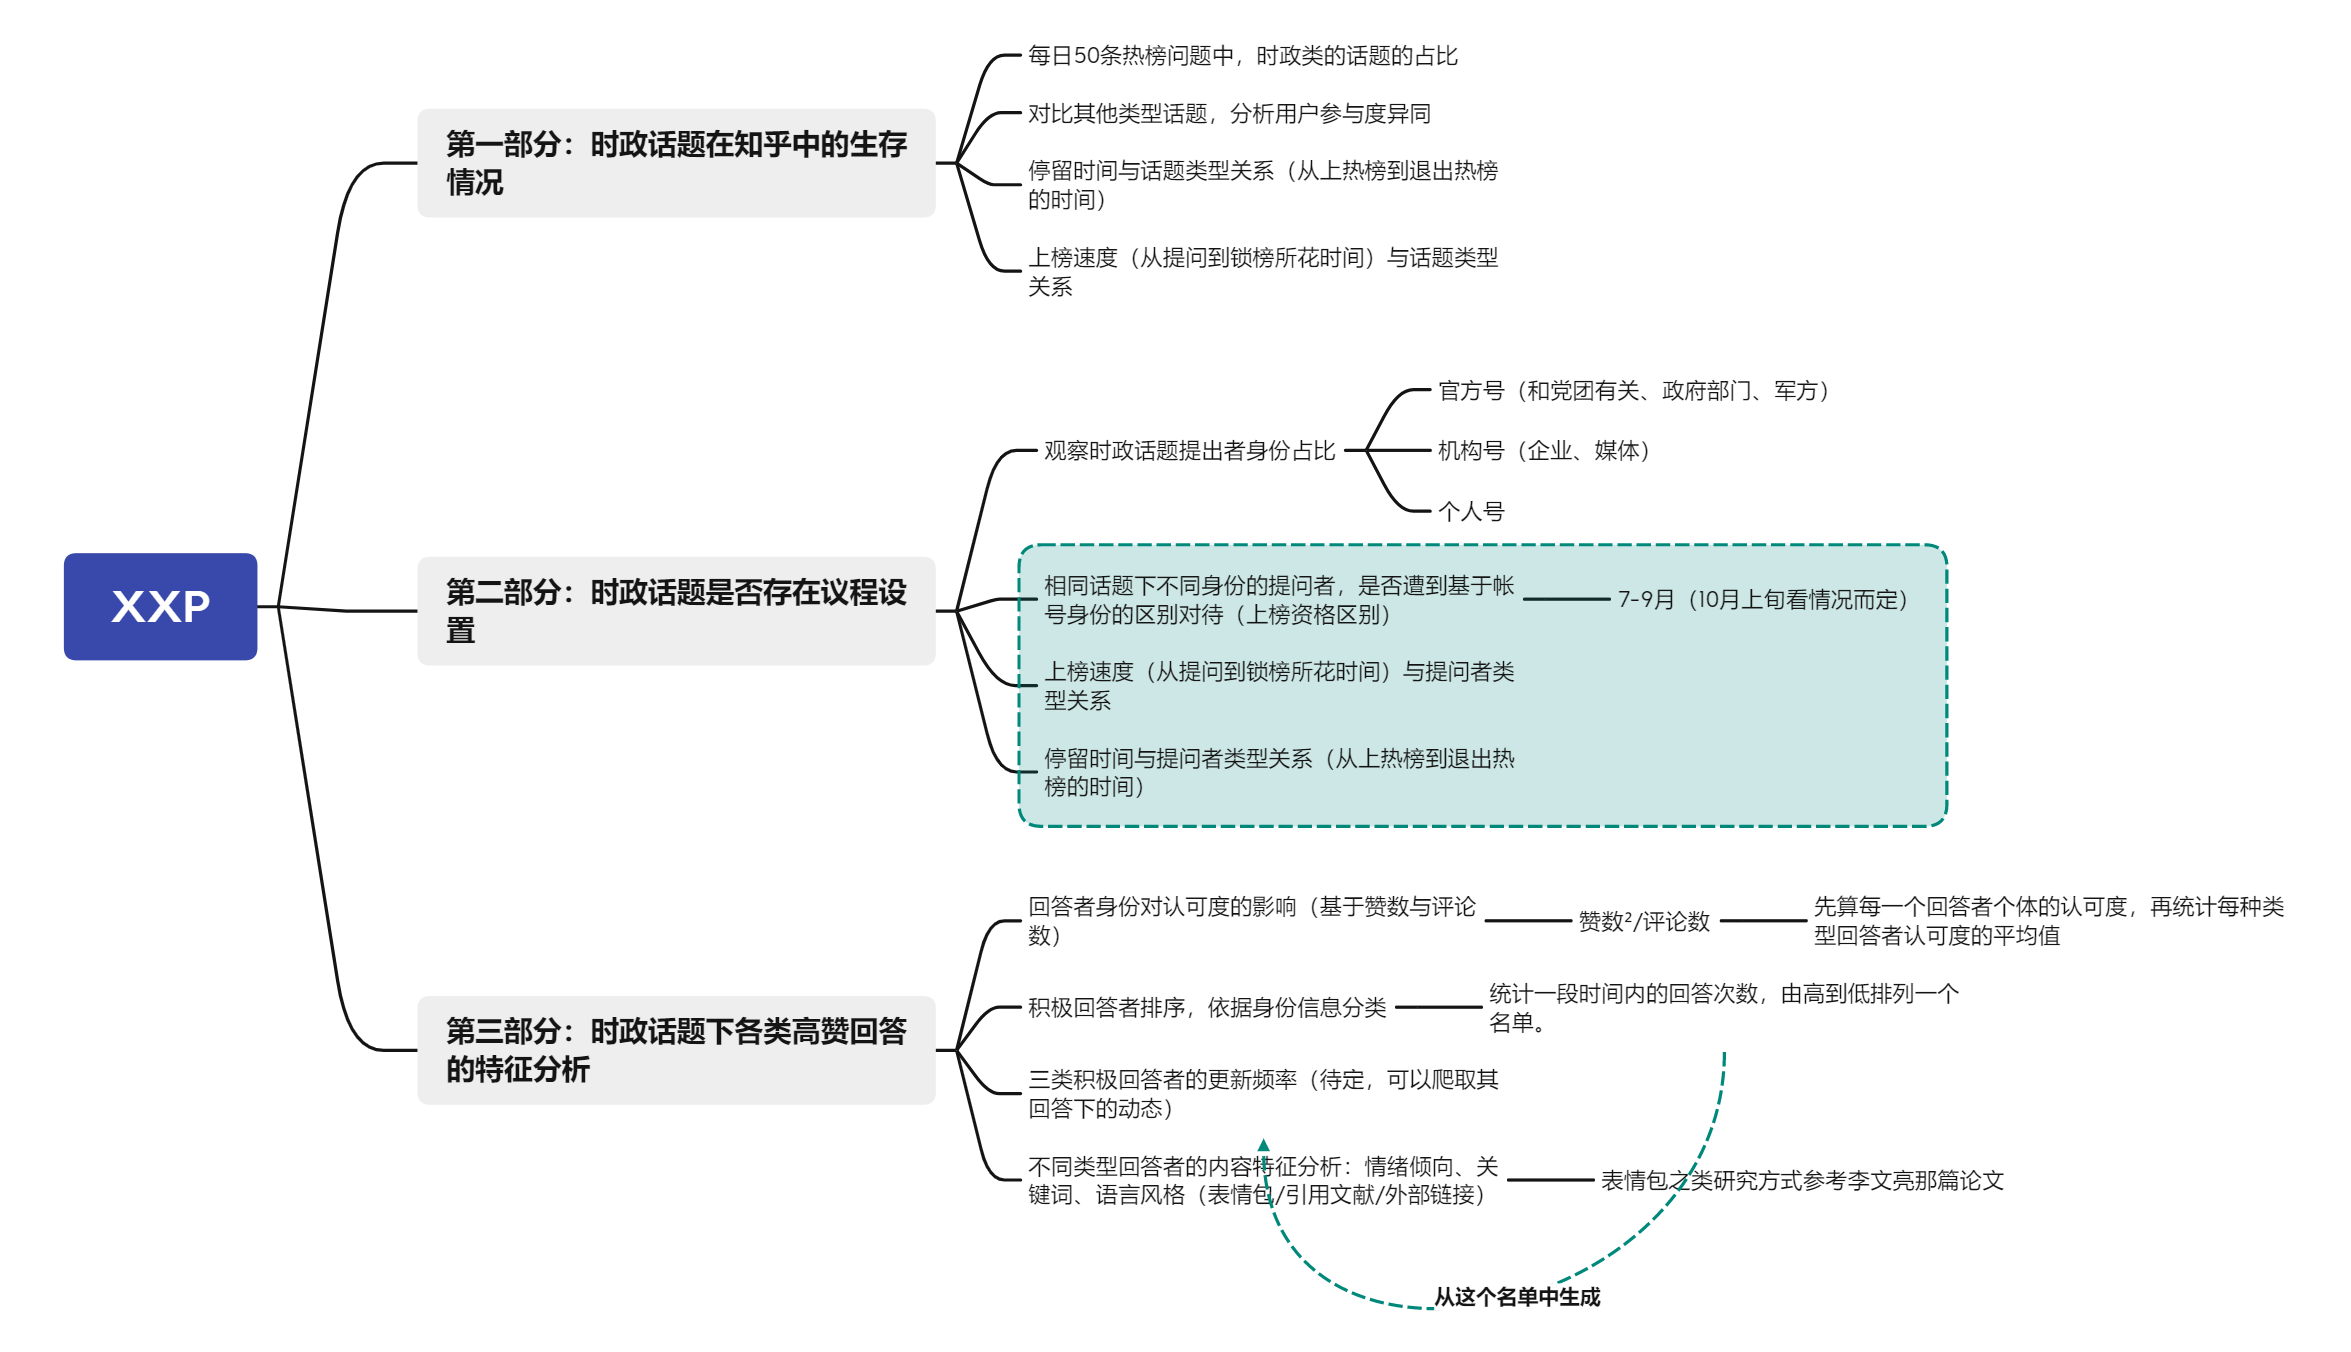 XXP
第一部分：时政话题在知乎中的生存
情况
每日50条热榜问题中，时政类的话题的占比
对比其他类型话题，分析用户参与度异同
停留时间与话题类型关系（从上热榜到退出热榜
的时间）
上榜速度（从提问到锁榜所花时间）与话题类型
关系
第二部分：时政话题是否存在议程设
置
观察时政话题提出者身份占比
官方号（和党团有关、政府部门、军方）
机构号（企业、媒体）
个人号
相同话题下不同身份的提问者，是否遭到基于帐
号身份的区别对待（上榜资格区别）
7-9月（10月上旬看情况而定）
上榜速度（从提问到锁榜所花时间）与提问者类
型关系
停留时间与提问者类型关系（从上热榜到退出热
榜的时间）
第三部分：时政话题下各类高赞回答
的特征分析
回答者身份对认可度的影响（基于赞数与评论
数）
赞数²/评论数
先算每一个回答者个体的认可度，再统计每种类
型回答者认可度的平均值
积极回答者排序，依据身份信息分类
统计一段时间内的回答次数，由高到低排列一个
名单。
三类积极回答者的更新频率（待定，可以爬取其
回答下的动态）
不同类型回答者的内容特征分析：情绪倾向、关
键词、语言风格（表情包/引用文献/外部链接）
表情包之类研究方式参考李文亮那篇论文
从这个名单中生成